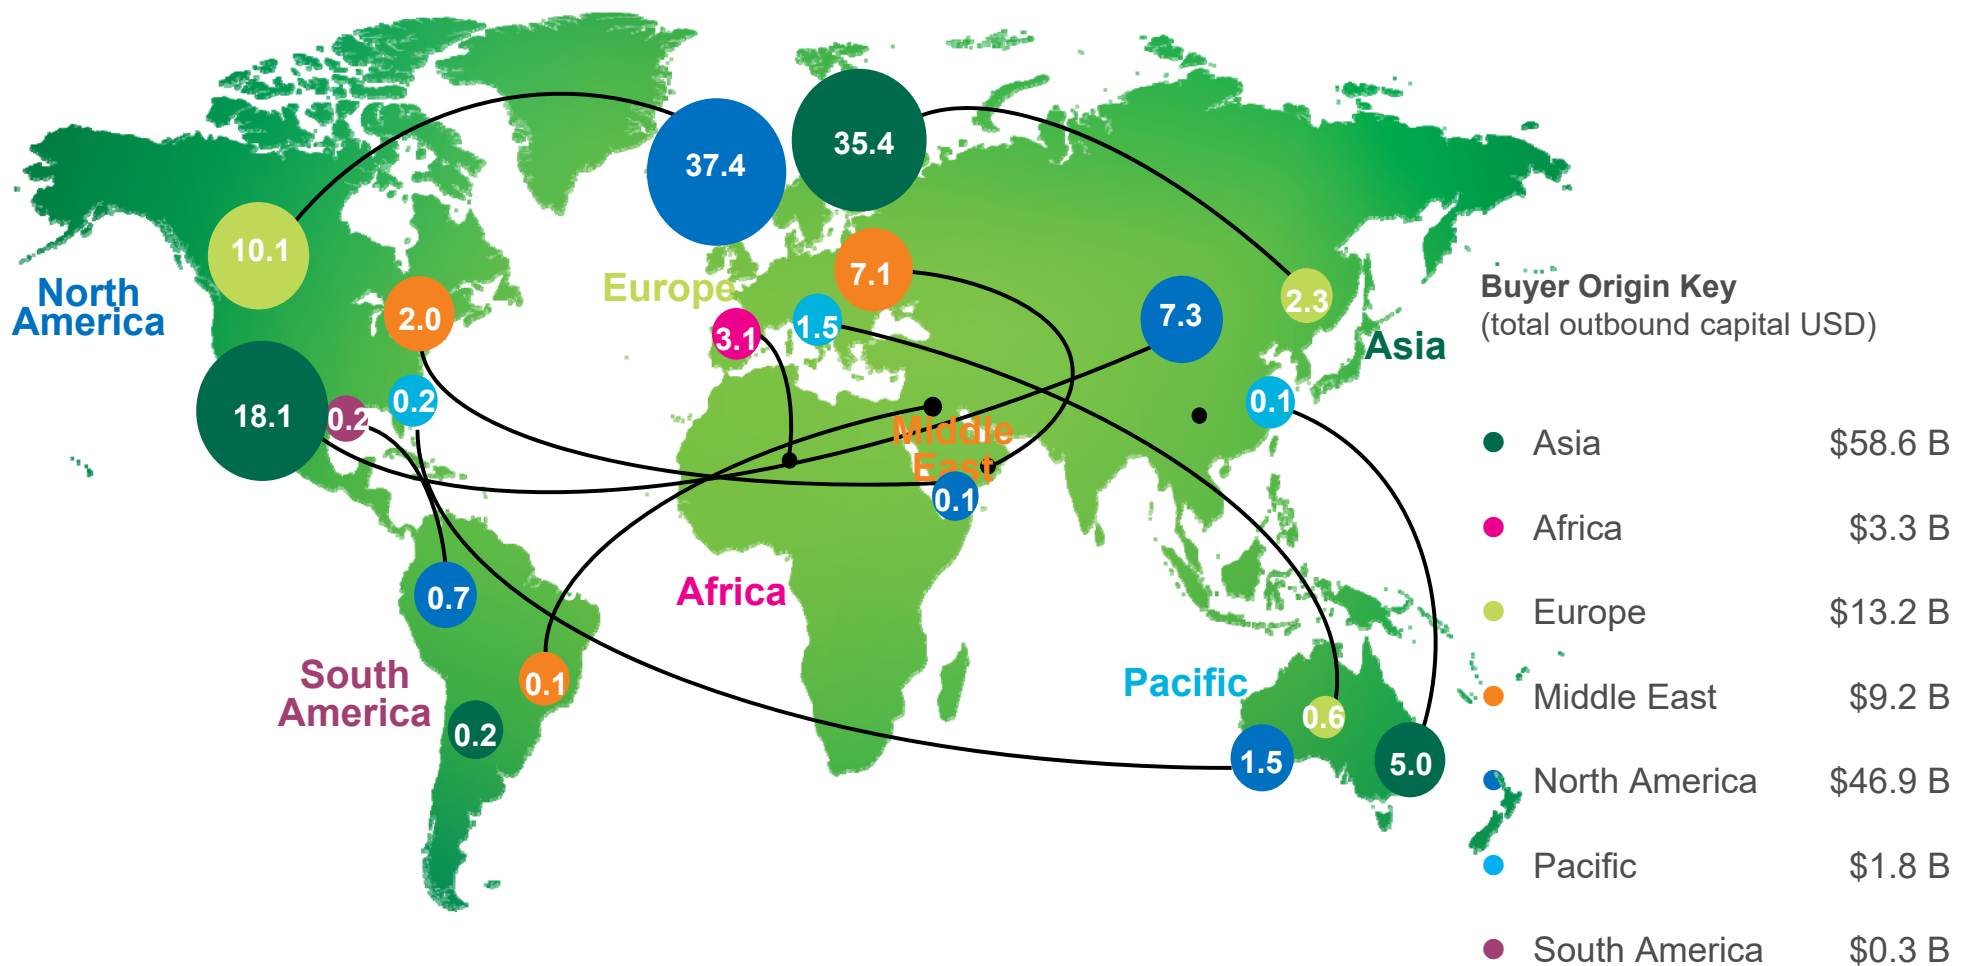 37.4
35.4
10.1
North
America
2.0
Europe
7.1
1.5
3.1
7.3
2.3
Asia
18.1
0.2
0.2
0.1
Middle
East
0.1
Africa
0.7
South
America
0.1
0.2
Pacific
0.6
1.5
5.0
Buyer Origin Key
(total outbound capital USD)
Asia $58.6 B
Africa $3.3 B
Europe $13.2 B
Middle East $9.2 B
North America $46.9 B
Pacific $1.8 B
South America $0.3 B